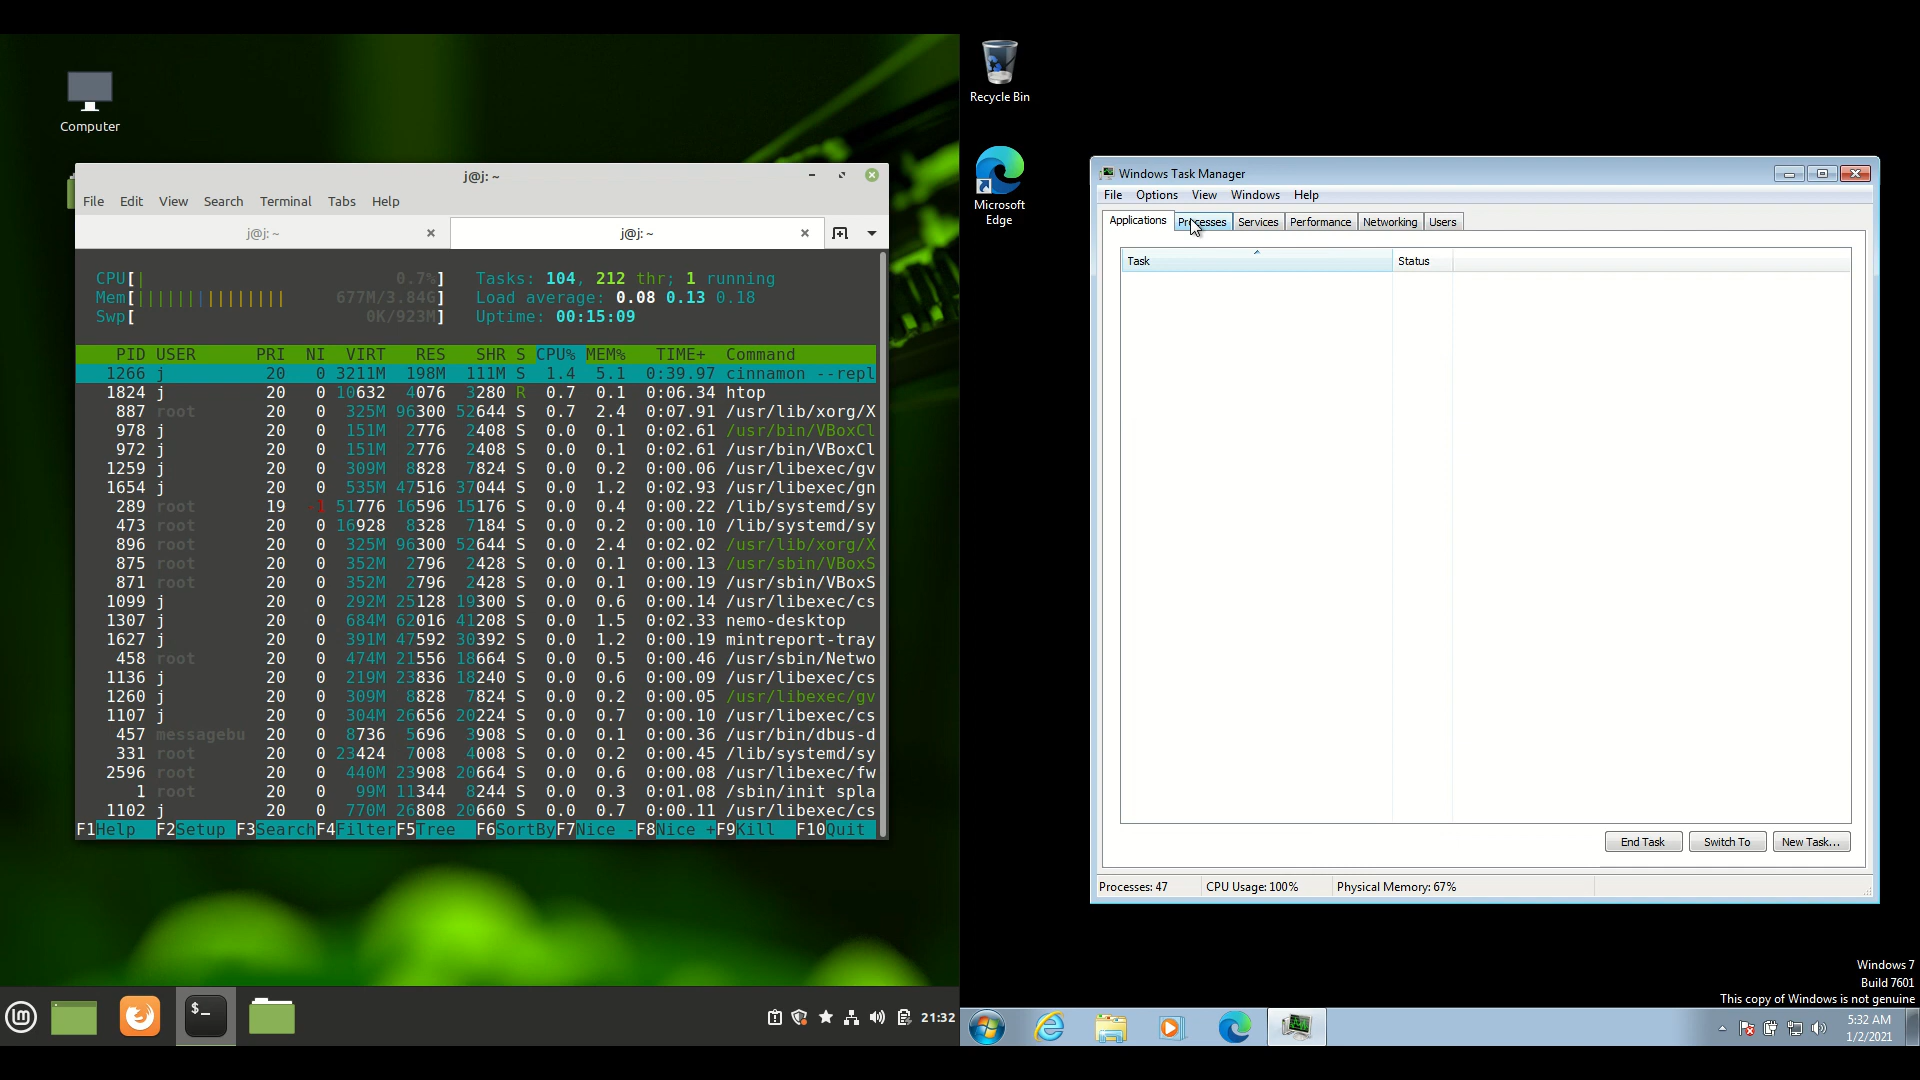 Computer
j@j: ~
File Edit View Search Terminal Tabs Help
j@j: ~
j@j: ~
CPU[| 0.7%] Tasks: 104, 212 thr; 1 running
Mem[||||||||||||||| 677M/3.84G] Load average: 0.08 0.13 0.18
Swp[ 0K/923M] Uptime: 00:15:09
PID USER PRI NI VIRT RES SHR S CPU% MEM% TIME+ Command
1266 j 20 0 3211M 198M 111M S 1.4 5.1 0:39.97 cinnamon --repl
1824 j 20 0 10632 4076 3280 R 0.7 0.1 0:06.34 htop
887 root 20 0 325M 96300 52644 S 0.7 2.4 0:07.91 /usr/lib/xorg/X
978 j 20 0 151M 2776 2408 S 0.0 0.1 0:02.61 /usr/bin/VBoxCl
972 j 20 0 151M 2776 2408 S 0.0 0.1 0:02.61 /usr/bin/VBoxCl
1259 j 20 0 309M 8828 7824 S 0.0 0.2 0:00.06 /usr/libexec/gv
1654 j 20 0 535M 47516 37044 S 0.0 1.2 0:02.93 /usr/libexec/gn
289 root 19 -1 51776 16596 15176 S 0.0 0.4 0:00.22 /lib/systemd/sy
473 root 20 0 16928 8328 7184 S 0.0 0.2 0:00.10 /lib/systemd/sy
896 root 20 0 325M 96300 52644 S 0.0 2.4 0:02.02 /usr/lib/xorg/X
875 root 20 0 352M 2796 2428 S 0.0 0.1 0:00.13 /usr/sbin/VBoxS
871 root 20 0 352M 2796 2428 S 0.0 0.1 0:00.19 /usr/sbin/VBoxS
1099 j 20 0 292M 25128 19300 S 0.0 0.6 0:00.14 /usr/libexec/cs
1307 j 20 0 684M 62016 41208 S 0.0 1.5 0:02.33 nemo-desktop
1627 j 20 0 391M 47592 30392 S 0.0 1.2 0:00.19 mintreport-tray
458 root 20 0 474M 21556 18664 S 0.0 0.5 0:00.46 /usr/sbin/Netwo
1136 j 20 0 219M 23836 18240 S 0.0 0.6 0:00.09 /usr/libexec/cs
1260 j 20 0 309M 8828 7824 S 0.0 0.2 0:00.05 /usr/libexec/gv
1107 j 20 0 304M 26656 20224 S 0.0 0.7 0:00.10 /usr/libexec/cs
457 messagebu 20 0 8736 5696 3908 S 0.0 0.1 0:00.36 /usr/bin/dbus-d
331 root 20 0 23424 7008 4008 S 0.0 0.2 0:00.45 /lib/systemd/sy
2596 root 20 0 440M 23908 20664 S 0.0 0.6 0:00.08 /usr/libexec/fw
1 root 20 0 99M 11344 8244 S 0.0 0.3 0:01.08 /sbin/init spla
1102 j 20 0 770M 26808 20660 S 0.0 0.7 0:00.11 /usr/libexec/cs
F1Help F2Setup F3SearchF4FilterF5Tree F6SortByF7Nice -F8Nice +F9Kill F10Quit
$_
21:32
Recycle Bin
Microsoft
Edge
Windows Task Manager
File Options View Windows Help
Applications Processes Services Performance Networking Users
Task Status
End Task Switch To New Task...
Processes: 47 CPU Usage: 100% Physical Memory: 67%
Windows 7
Build 7601
This copy of Windows is not genuine
5:32 AM
1/2/2021